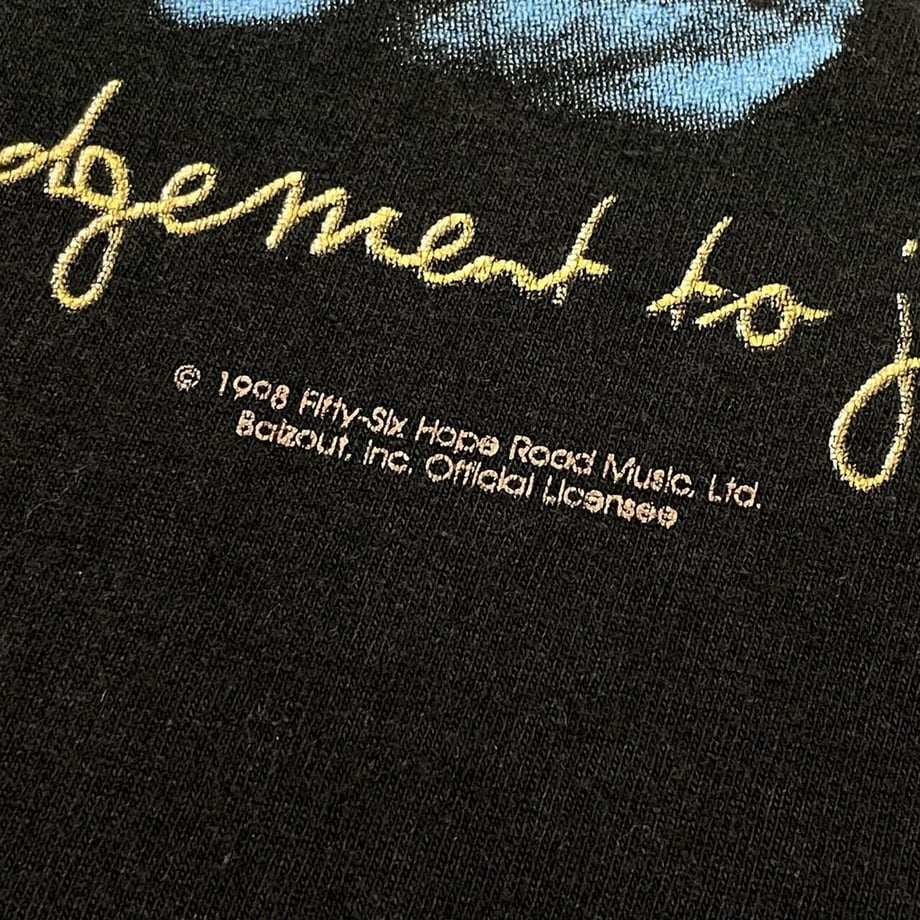 dgement to j
© 1998 Fifty-Six Hope Road Music, Ltd.
Balzout, Inc. Official Licensee